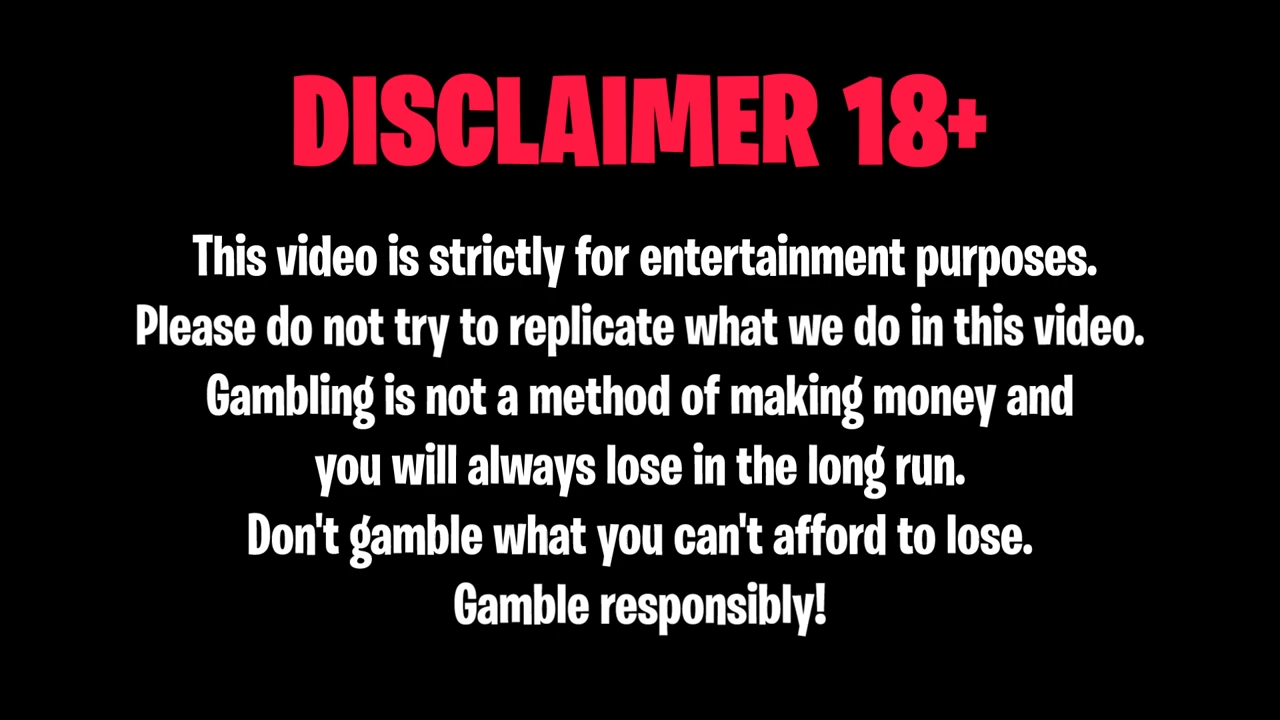 DISCLAIMER 18+
This video is strictly for entertainment purposes.
Please do not try to replicate what we do in this video.
Gambling is not a method of making money and
you will always lose in the long run.
Don't gamble what you can't afford to lose.
Gamble responsibly!